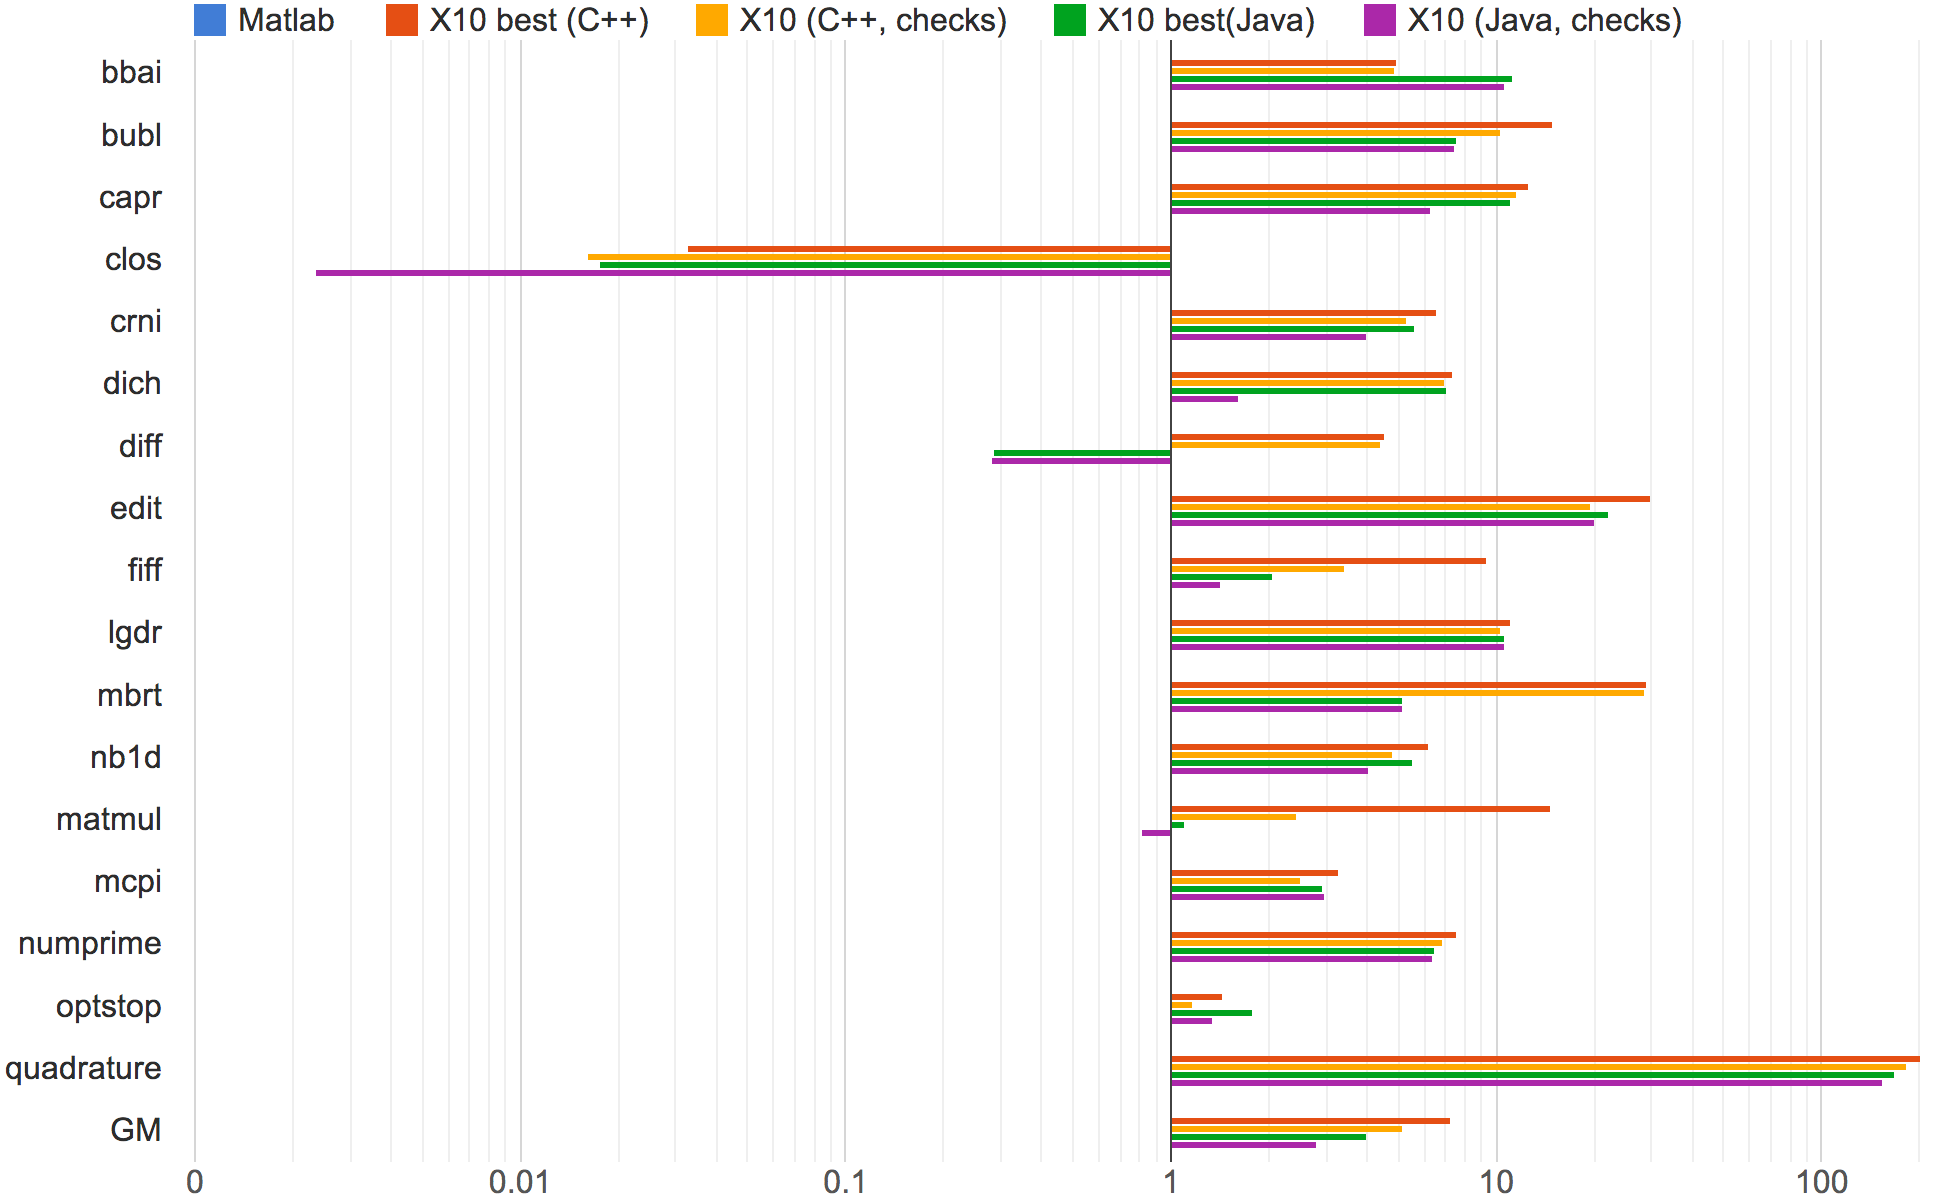 Matlab X10 best (C++) X10 (C++, checks) X10 best(Java) X10 (Java, checks)
bbai
bubl
capr
clos
crni
dich
diff
edit
fiff
lgdr
mbrt
nb1d
matmul
mcpi
numprime
optstop
quadrature
GM
0 0.01 0.1 1 10 100